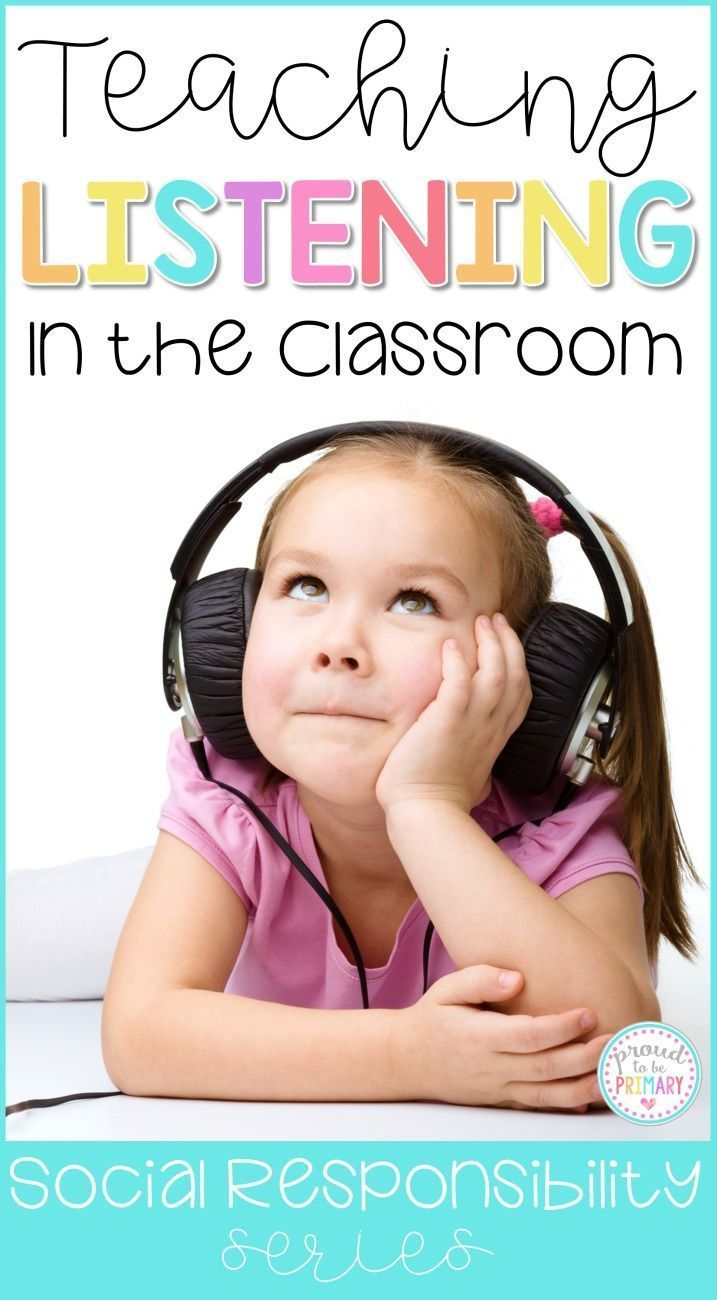 Teaching
LISTENING
in the Classroom
proud
to be
PRIMARY
Social Responsibility
series